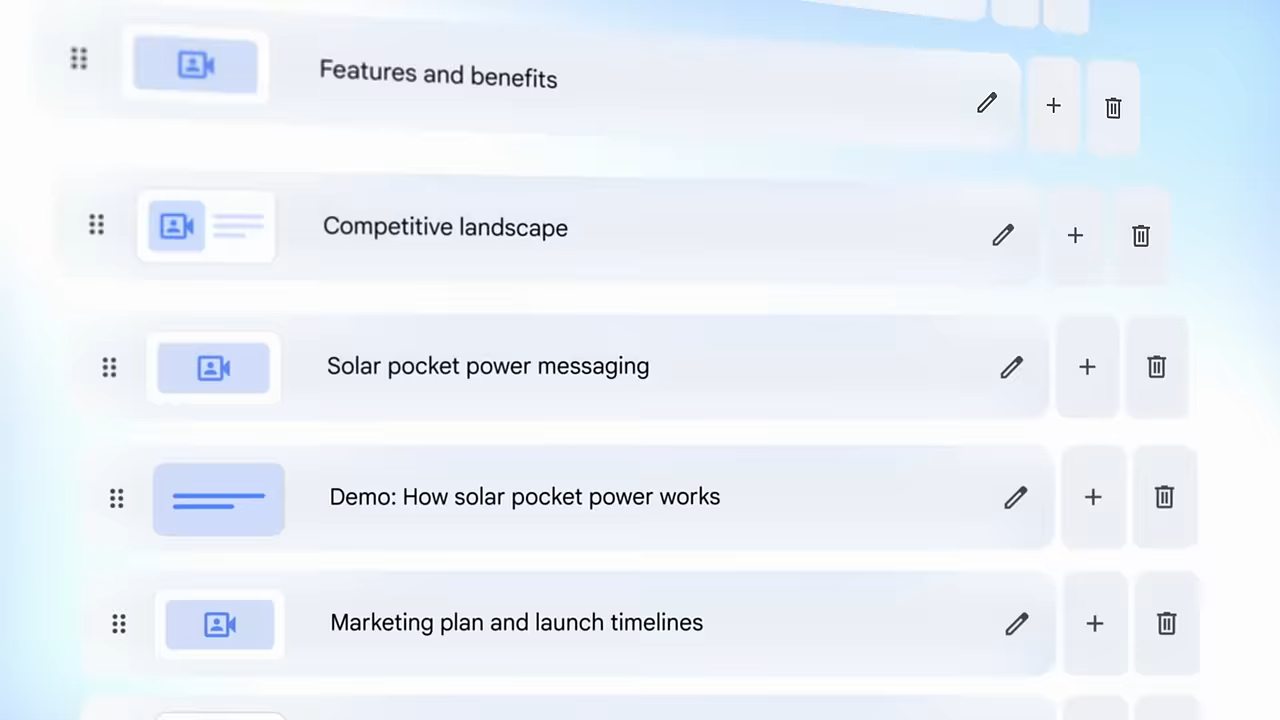 Features and benefits
Competitive landscape
Solar pocket power messaging
Demo: How solar pocket power works
Marketing plan and launch timelines